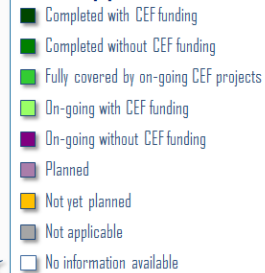 Completed with CEF funding
Completed without CEF funding
Fully covered by on-going CEF projects
On-going with CEF funding
On-going without CEF funding
Planned
Not yet planned
Not applicable
No information available